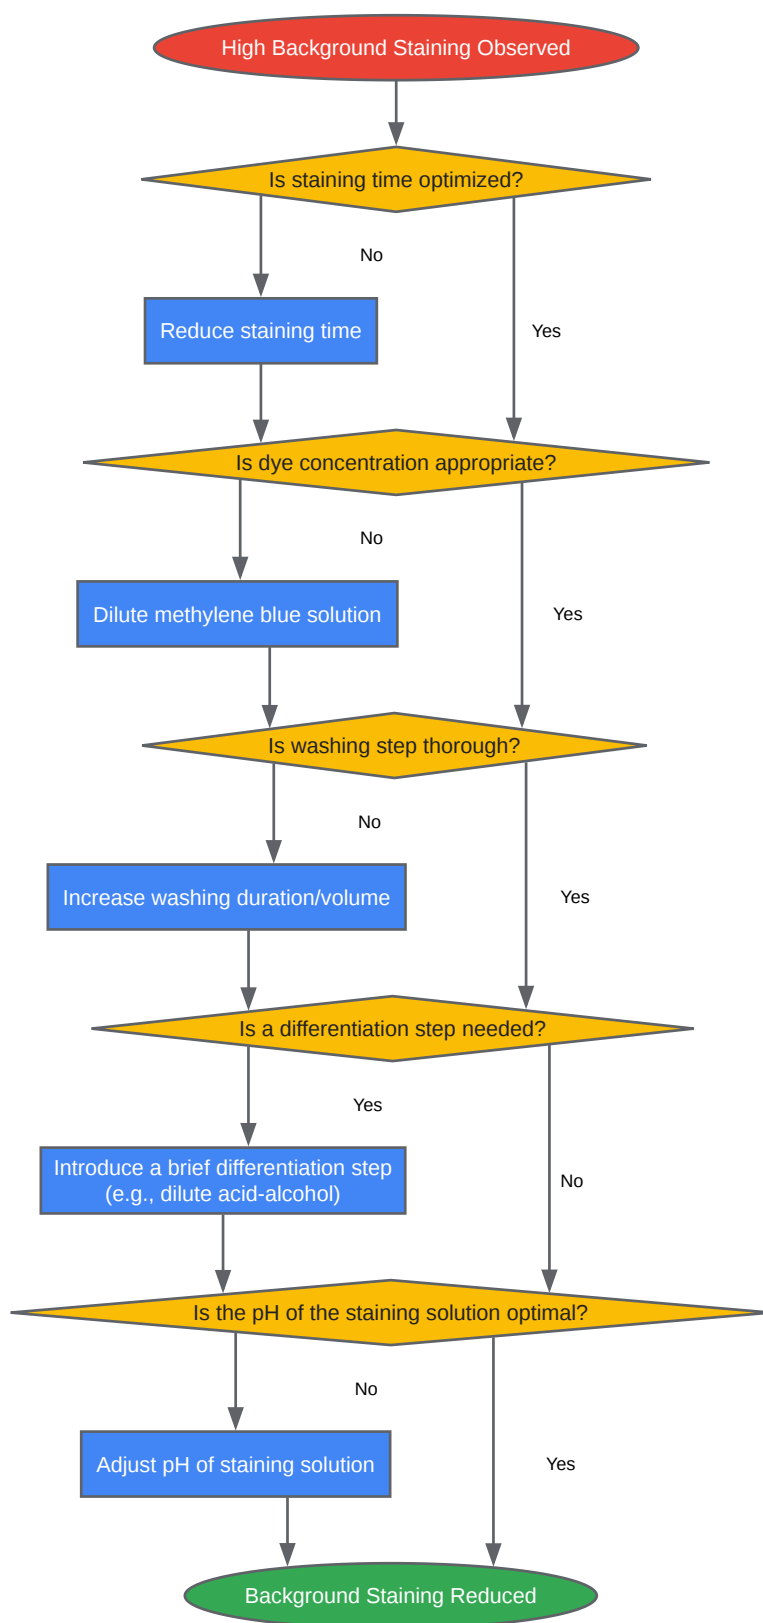 High Background Staining Observed
Is staining time optimized?
No
Reduce staining time
Yes
Is dye concentration appropriate?
No
Dilute methylene blue solution
Yes
Is washing step thorough?
No
Increase washing duration/volume
Yes
Is a differentiation step needed?
Yes
Introduce a brief differentiation step
(e.g., dilute acid-alcohol)
No
Is the pH of the staining solution optimal?
No
Adjust pH of staining solution
Yes
Background Staining Reduced